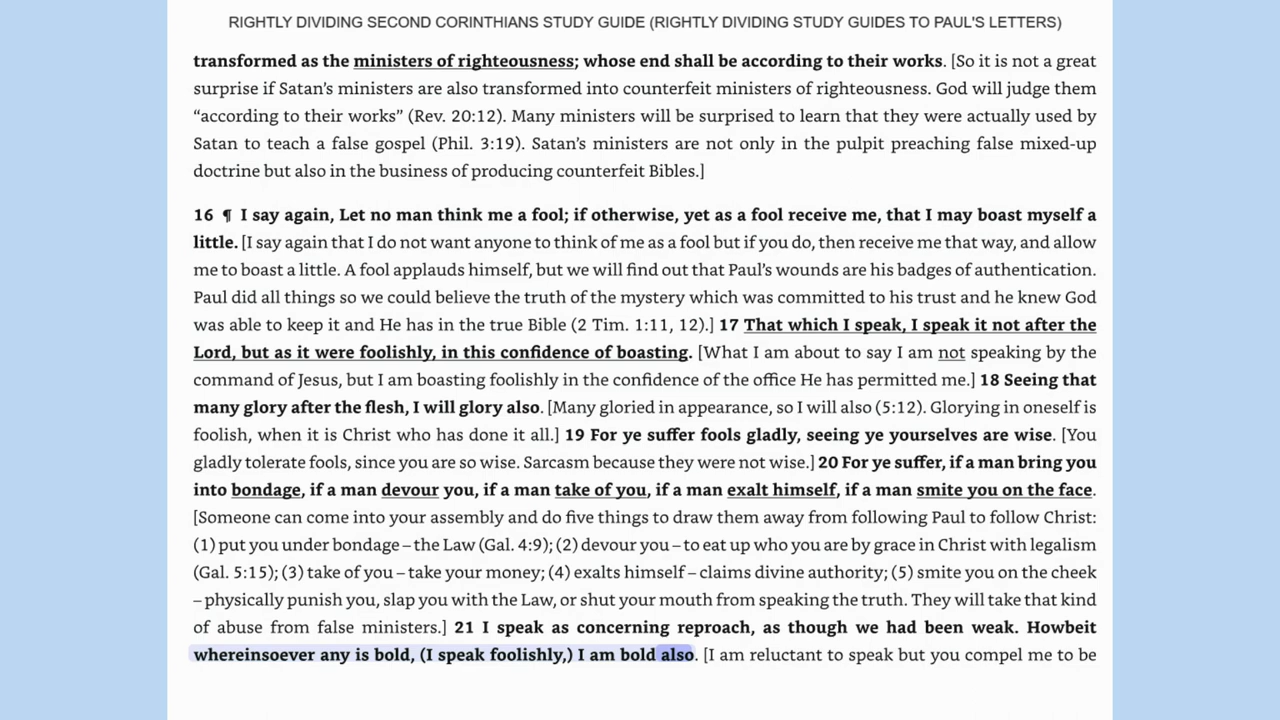 RIGHTLY DIVIDING SECOND CORINTHIANS STUDY GUIDE (RIGHTLY DIVIDING STUDY GUIDES TO PAUL'S LETTERS)
transformed as the ministers of righteousness; whose end shall be according to their works. [So it is not a great
surprise if Satan’s ministers are also transformed into counterfeit ministers of righteousness. God will judge them
“according to their works” (Rev. 20:12). Many ministers will be surprised to learn that they were actually used by
Satan to teach a false gospel (Phil. 3:19). Satan’s ministers are not only in the pulpit preaching false mixed-up
doctrine but also in the business of producing counterfeit Bibles.]
16 ¶ I say again, Let no man think me a fool; if otherwise, yet as a fool receive me, that I may boast myself a
little. [I say again that I do not want anyone to think of me as a fool but if you do, then receive me that way, and allow
me to boast a little. A fool applauds himself, but we will find out that Paul’s wounds are his badges of authentication.
Paul did all things so we could believe the truth of the mystery which was committed to his trust and he knew God
was able to keep it and He has in the true Bible (2 Tim. 1:11, 12).] 17 That which I speak, I speak it not after the
Lord, but as it were foolishly, in this confidence of boasting. [What I am about to say I am not speaking by the
command of Jesus, but I am boasting foolishly in the confidence of the office He has permitted me.] 18 Seeing that
many glory after the flesh, I will glory also. [Many gloried in appearance, so I will also (5:12). Glorying in oneself is
foolish, when it is Christ who has done it all.] 19 For ye suffer fools gladly, seeing ye yourselves are wise. [You
gladly tolerate fools, since you are so wise. Sarcasm because they were not wise.] 20 For ye suffer, if a man bring you
into bondage, if a man devour you, if a man take of you, if a man exalt himself, if a man smite you on the face.
[Someone can come into your assembly and do five things to draw them away from following Paul to follow Christ:
(1) put you under bondage – the Law (Gal. 4:9); (2) devour you – to eat up who you are by grace in Christ with legalism
(Gal. 5:15); (3) take of you – take your money; (4) exalts himself – claims divine authority; (5) smite you on the cheek
– physically punish you, slap you with the Law, or shut your mouth from speaking the truth. They will take that kind
of abuse from false ministers.] 21 I speak as concerning reproach, as though we had been weak. Howbeit
whereinsoever any is bold, (I speak foolishly,) I am bold also. [I am reluctant to speak but you compel me to be